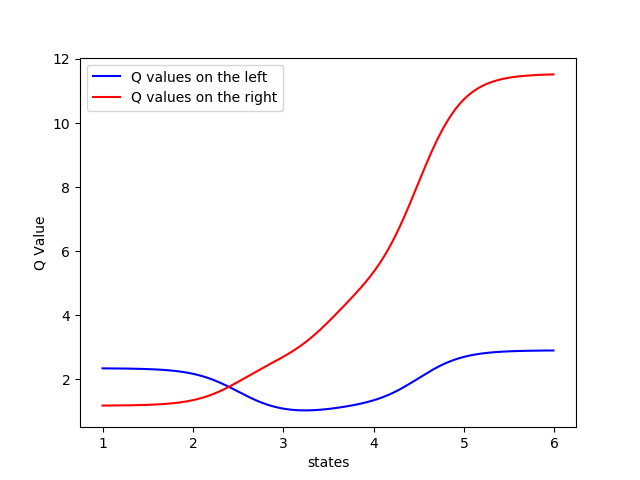 12
10
8
6
4
2
Q Value
Q values on the left
Q values on the right
1 2 3 4 5 6
states